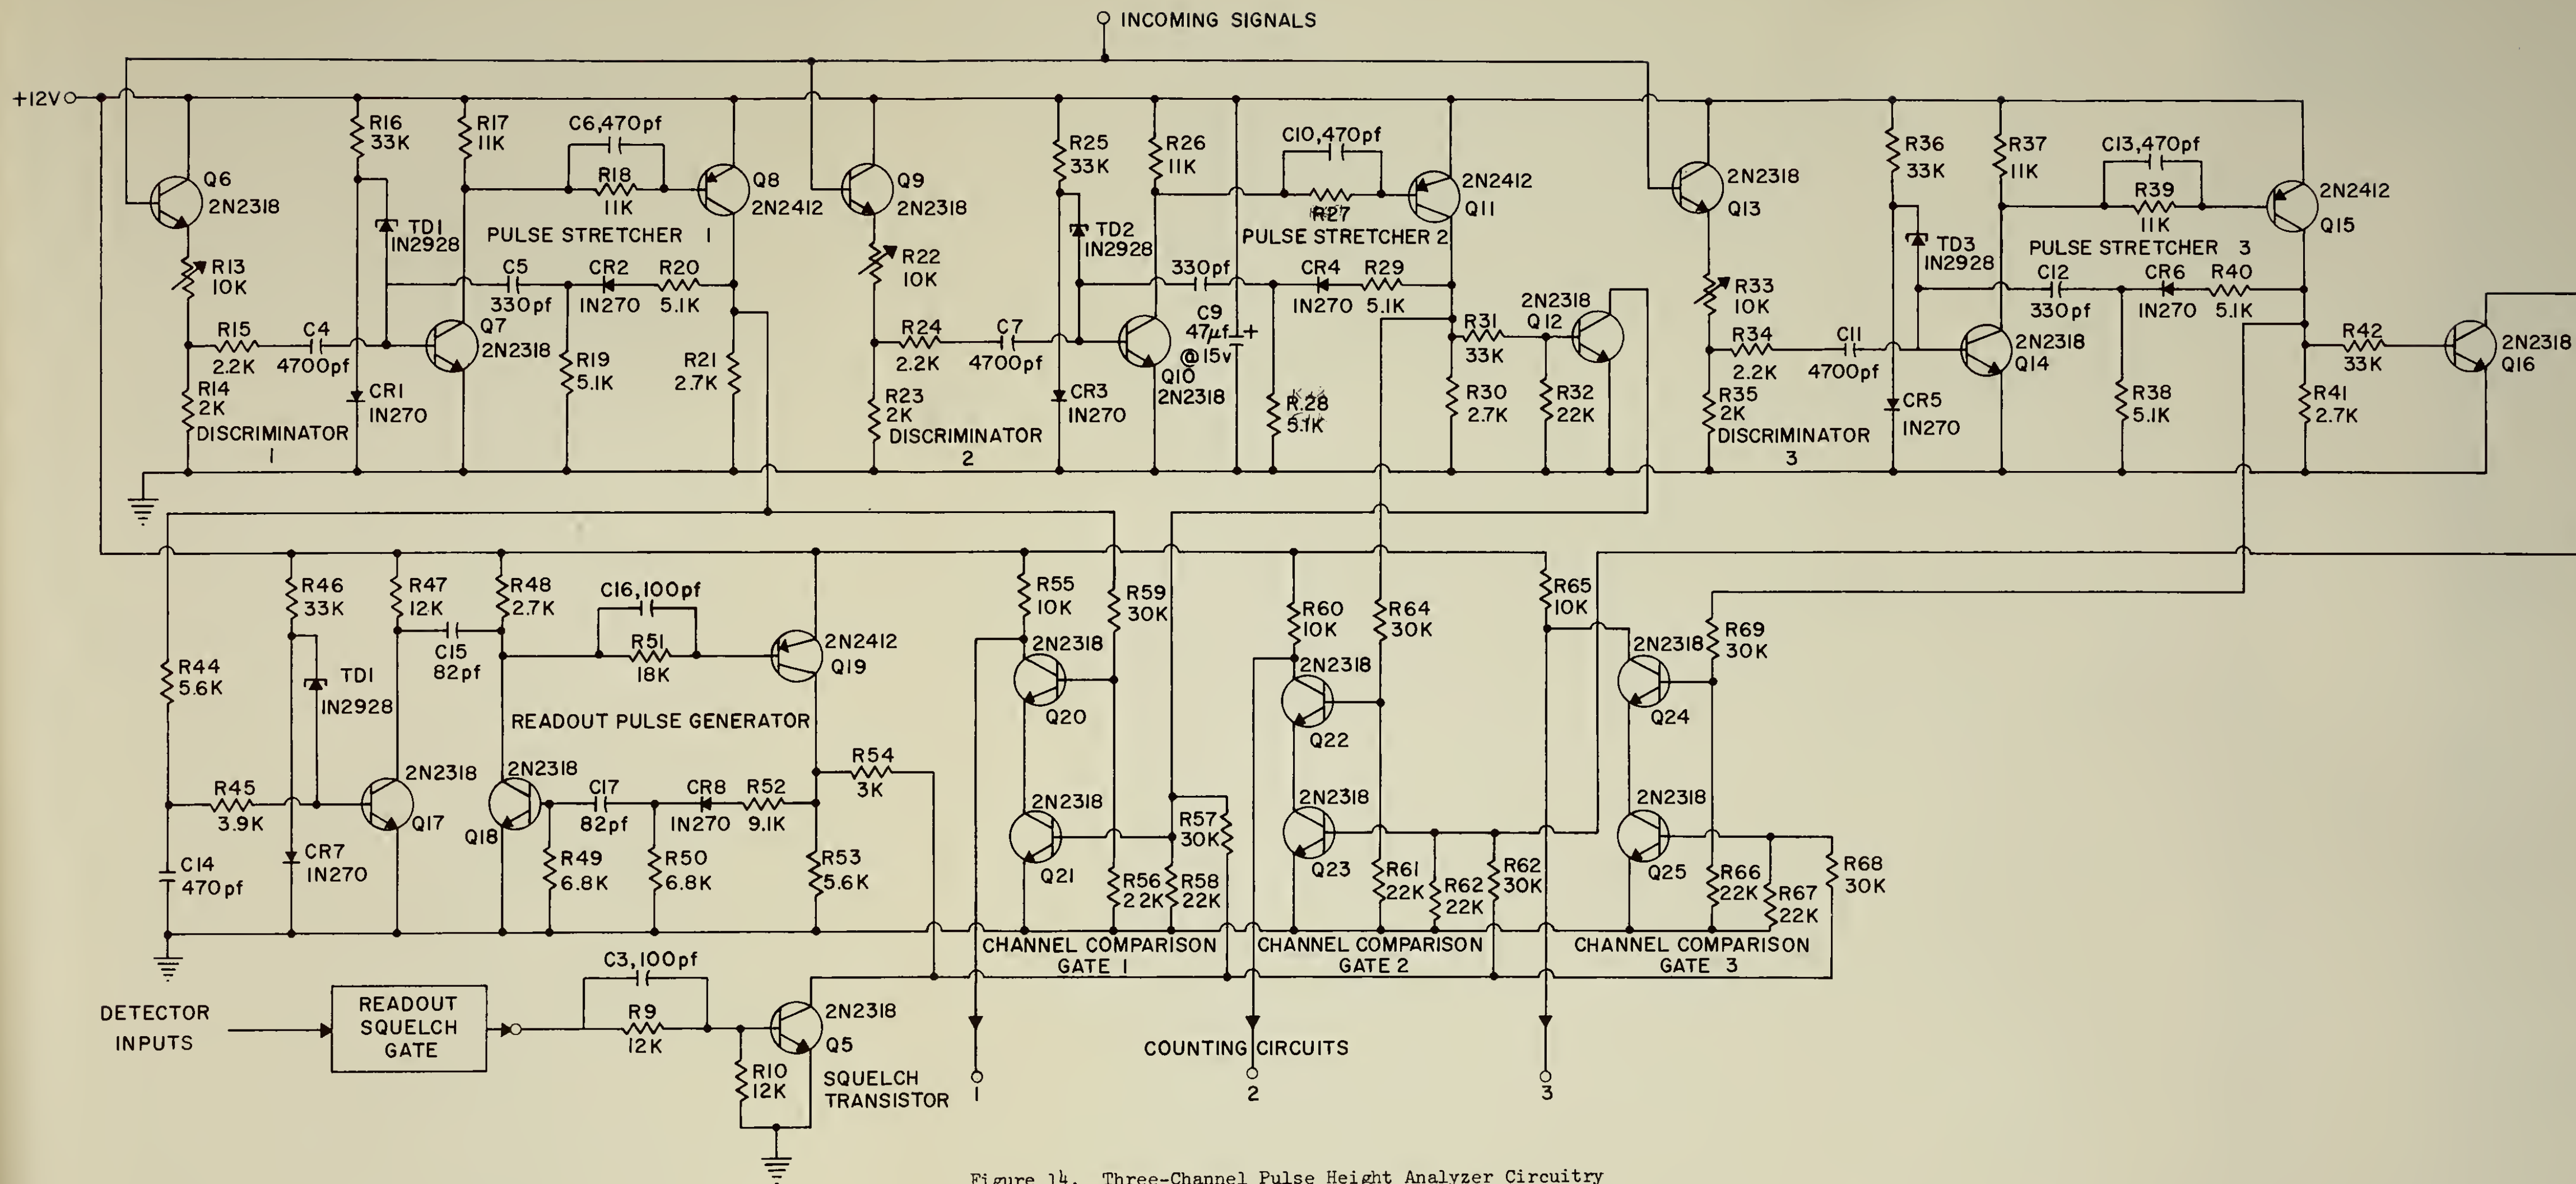 INCOMING SIGNALS
+12V
Q6
2N2318
R13
10K
R14
2K
DISCRIMINATOR
1
R15
2.2K
C4
4700pf
R16
33K
TD1
IN2928
CR1
IN270
R17
11K
Q7
2N2318
C6,470pf
R18
11K
PULSE STRETCHER 1
C5
330pf
CR2
IN270
R20
5.1K
R19
5.1K
R21
2.7K
Q8
2N2412
Q9
2N2318
R22
10K
R24
2.2K
C7
4700pf
R23
2K
DISCRIMINATOR
2
R25
33K
TD2
IN2928
CR3
IN270
R26
11K
Q10
2N2318
C9
47µf
@15v
+
330pf
C10,470pf
R27
PULSE STRETCHER 2
CR4
IN270
R29
5.1K
R28
5.1K
2N2412
Q11
R31
33K
R30
2.7K
R32
22K
2N2318
Q12
2N2318
Q13
R33
10K
R34
2.2K
C11
4700pf
R35
2K
DISCRIMINATOR
3
R36
33K
TD3
IN2928
CR5
IN270
R37
11K
2N2318
Q14
C13,470pf
R39
11K
PULSE STRETCHER 3
C12
330pf
CR6
IN270
R40
5.1K
R38
5.1K
2N2412
Q15
R42
33K
R41
2.7K
2N2318
Q16
R44
5.6K
R45
3.9K
C14
470pf
R46
33K
TD1
IN2928
CR7
IN270
R47
12K
C15
82pf
R48
2.7K
2N2318
Q17
2N2318
Q18
C16,100pf
R51
18K
READOUT PULSE GENERATOR
C17
82pf
CR8
IN270
R52
9.1K
R49
6.8K
R50
6.8K
R53
5.6K
2N2412
Q19
R54
3K
R55
10K
2N2318
Q20
2N2318
Q21
R59
30K
R57
30K
R56
22K
R58
22K
CHANNEL COMPARISON
GATE 1
R60
10K
2N2318
Q22
2N2318
Q23
R64
30K
R61
22K
R62
22K
R62
30K
CHANNEL COMPARISON
GATE 2
R65
10K
2N2318
Q24
2N2318
Q25
R69
30K
R66
22K
R67
22K
R68
30K
CHANNEL COMPARISON
GATE 3
DETECTOR
INPUTS
READOUT
SQUELCH
GATE
C3,100pf
R9
12K
R10
12K
2N2318
Q5
SQUELCH
TRANSISTOR
COUNTING CIRCUITS
1
2
3
Figure 14. Three-Channel Pulse Height Analyzer Circuitry